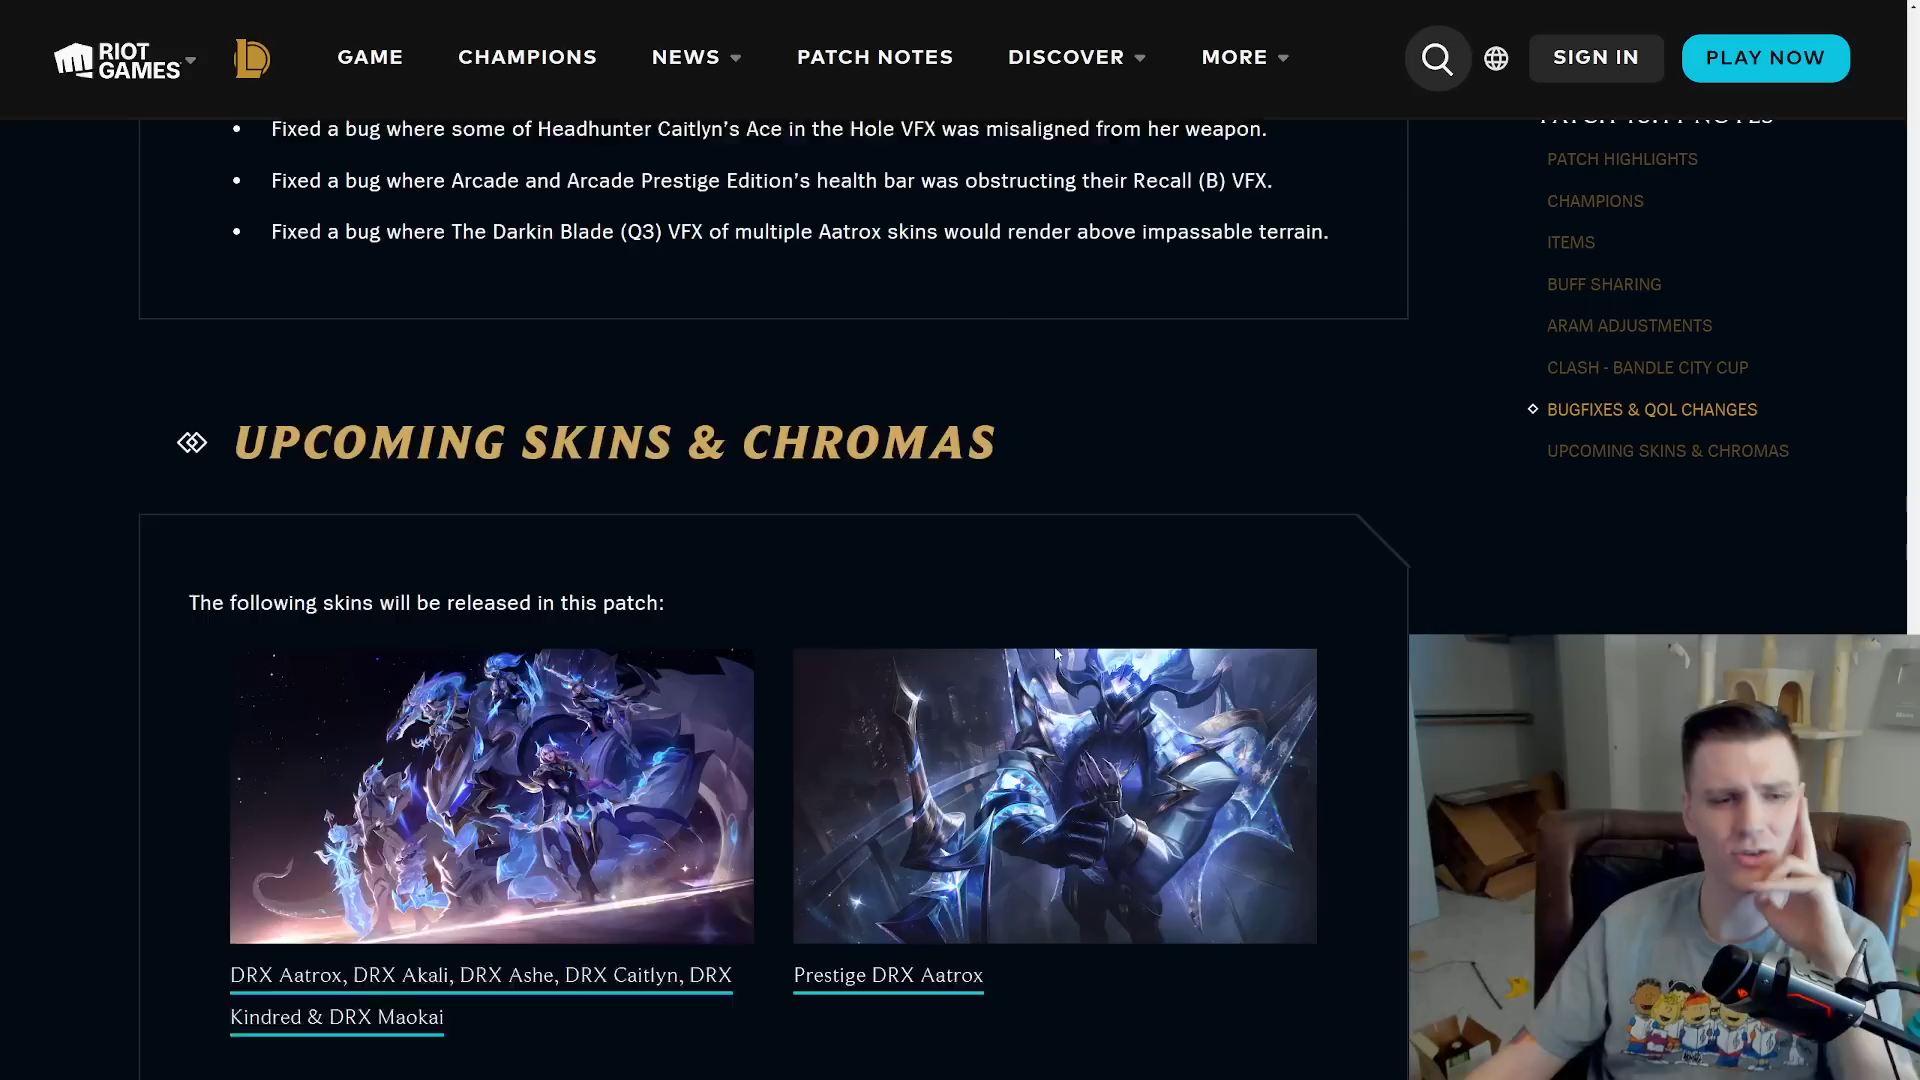 RIOT
GAMES
GAME
CHAMPIONS
NEWS
PATCH NOTES
DISCOVER
MORE
SIGN IN
PLAY NOW
• Fixed a bug where some of Headhunter Caitlyn's Ace in the Hole VFX was misaligned from her weapon.
• Fixed a bug where Arcade and Arcade Prestige Edition's health bar was obstructing their Recall (B) VFX.
• Fixed a bug where The Darkin Blade (Q3) VFX of multiple Aatrox skins would render above impassable terrain.
PATCH HIGHLIGHTS
CHAMPIONS
ITEMS
BUFF SHARING
ARAM ADJUSTMENTS
CLASH - BANDLE CITY CUP
BUGFIXES & QOL CHANGES
UPCOMING SKINS & CHROMAS
UPCOMING SKINS & CHROMAS
The following skins will be released in this patch:
DRX Aatrox, DRX Akali, DRX Ashe, DRX Caitlyn, DRX
Kindred & DRX Maokai
Prestige DRX Aatrox